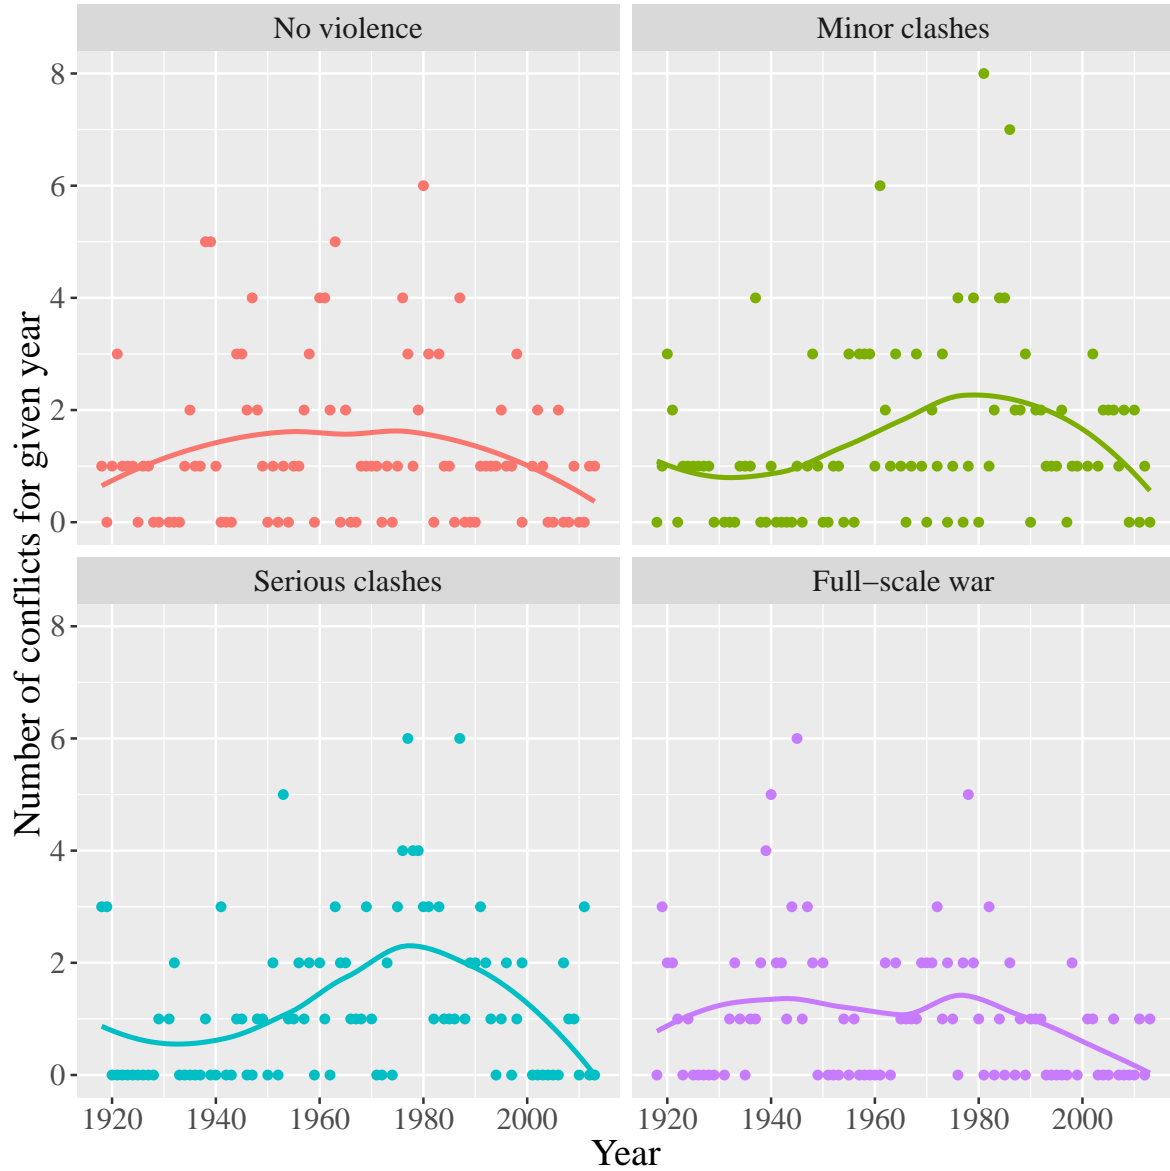 No violence
Minor clashes
8
6
4
2
0
Serious clashes
Full−scale war
8
6
4
2
0
1920 1940 1960 1980 2000
1920 1940 1960 1980 2000
Year
Number of conflicts for given year